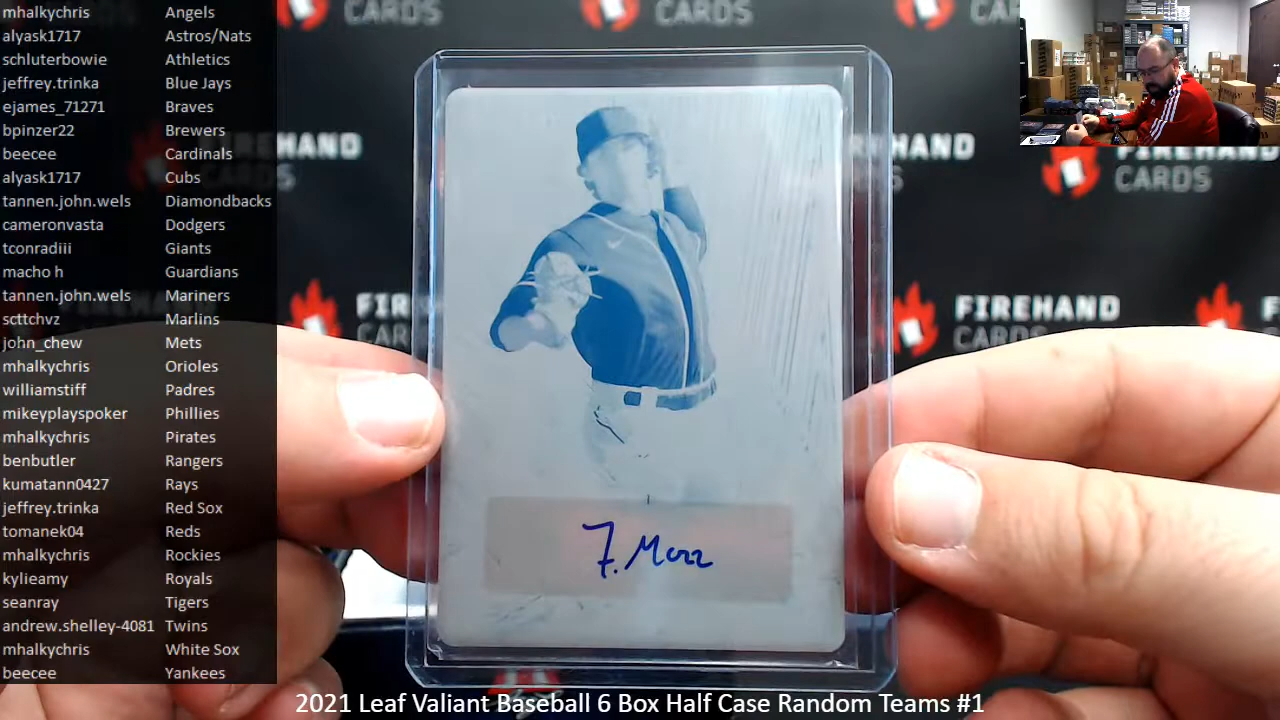 mhalkychris Angels
alyask1717 Astros/Nats
schluterbowie Athletics
jeffrey.trinka Blue Jays
ejames_71271 Braves
bpinzer22 Brewers
beecee Cardinals
alyask1717 Cubs
tannen.john.wels Diamondbacks
cameronvasta Dodgers
tconradiii Giants
macho h Guardians
tannen.john.wels Mariners
scttchvz Marlins
john_chew Mets
mhalkychris Orioles
williamstiff Padres
mikeyplayspoker Phillies
mhalkychris Pirates
benbutler Rangers
kumatann0427 Rays
jeffrey.trinka Red Sox
tomanek04 Reds
mhalkychris Rockies
kylieamy Royals
seanray Tigers
andrew.shelley-4081 Twins
mhalkychris White Sox
beecee Yankees
CARDS
CARDS
FIREHAND
CARDS
FIREHAND
CARDS
F.
2021 Leaf Valiant Baseball 6 Box Half Case Random Teams #1